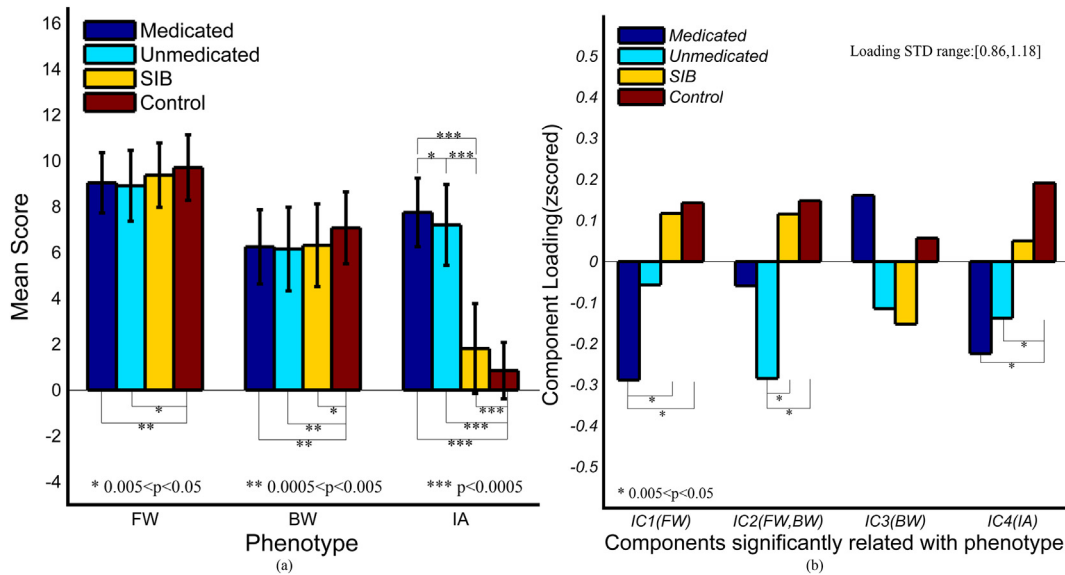 16
14
12
10
8
6
4
2
0
-2
-4
Mean Score
Medicated
Unmedicated
SIB
Control
***
* ***
* *** 
** ** ***
** ***
*
* 0.005<p<0.05 ** 0.0005<p<0.005 *** p<0.0005
FW BW IA
Phenotype
(a)
0.5
0.4
0.3
0.2
0.1
0
-0.1
-0.2
-0.3
-0.4
-0.5
Component Loading(zscored)
Medicated
Unmedicated
SIB
Control
Loading STD range:[0.86,1.18]
*
*
* *
* *
* 0.005<p<0.05
IC1(FW) IC2(FW,BW) IC3(BW) IC4(IA)
Components significantly related with phenotype
(b)